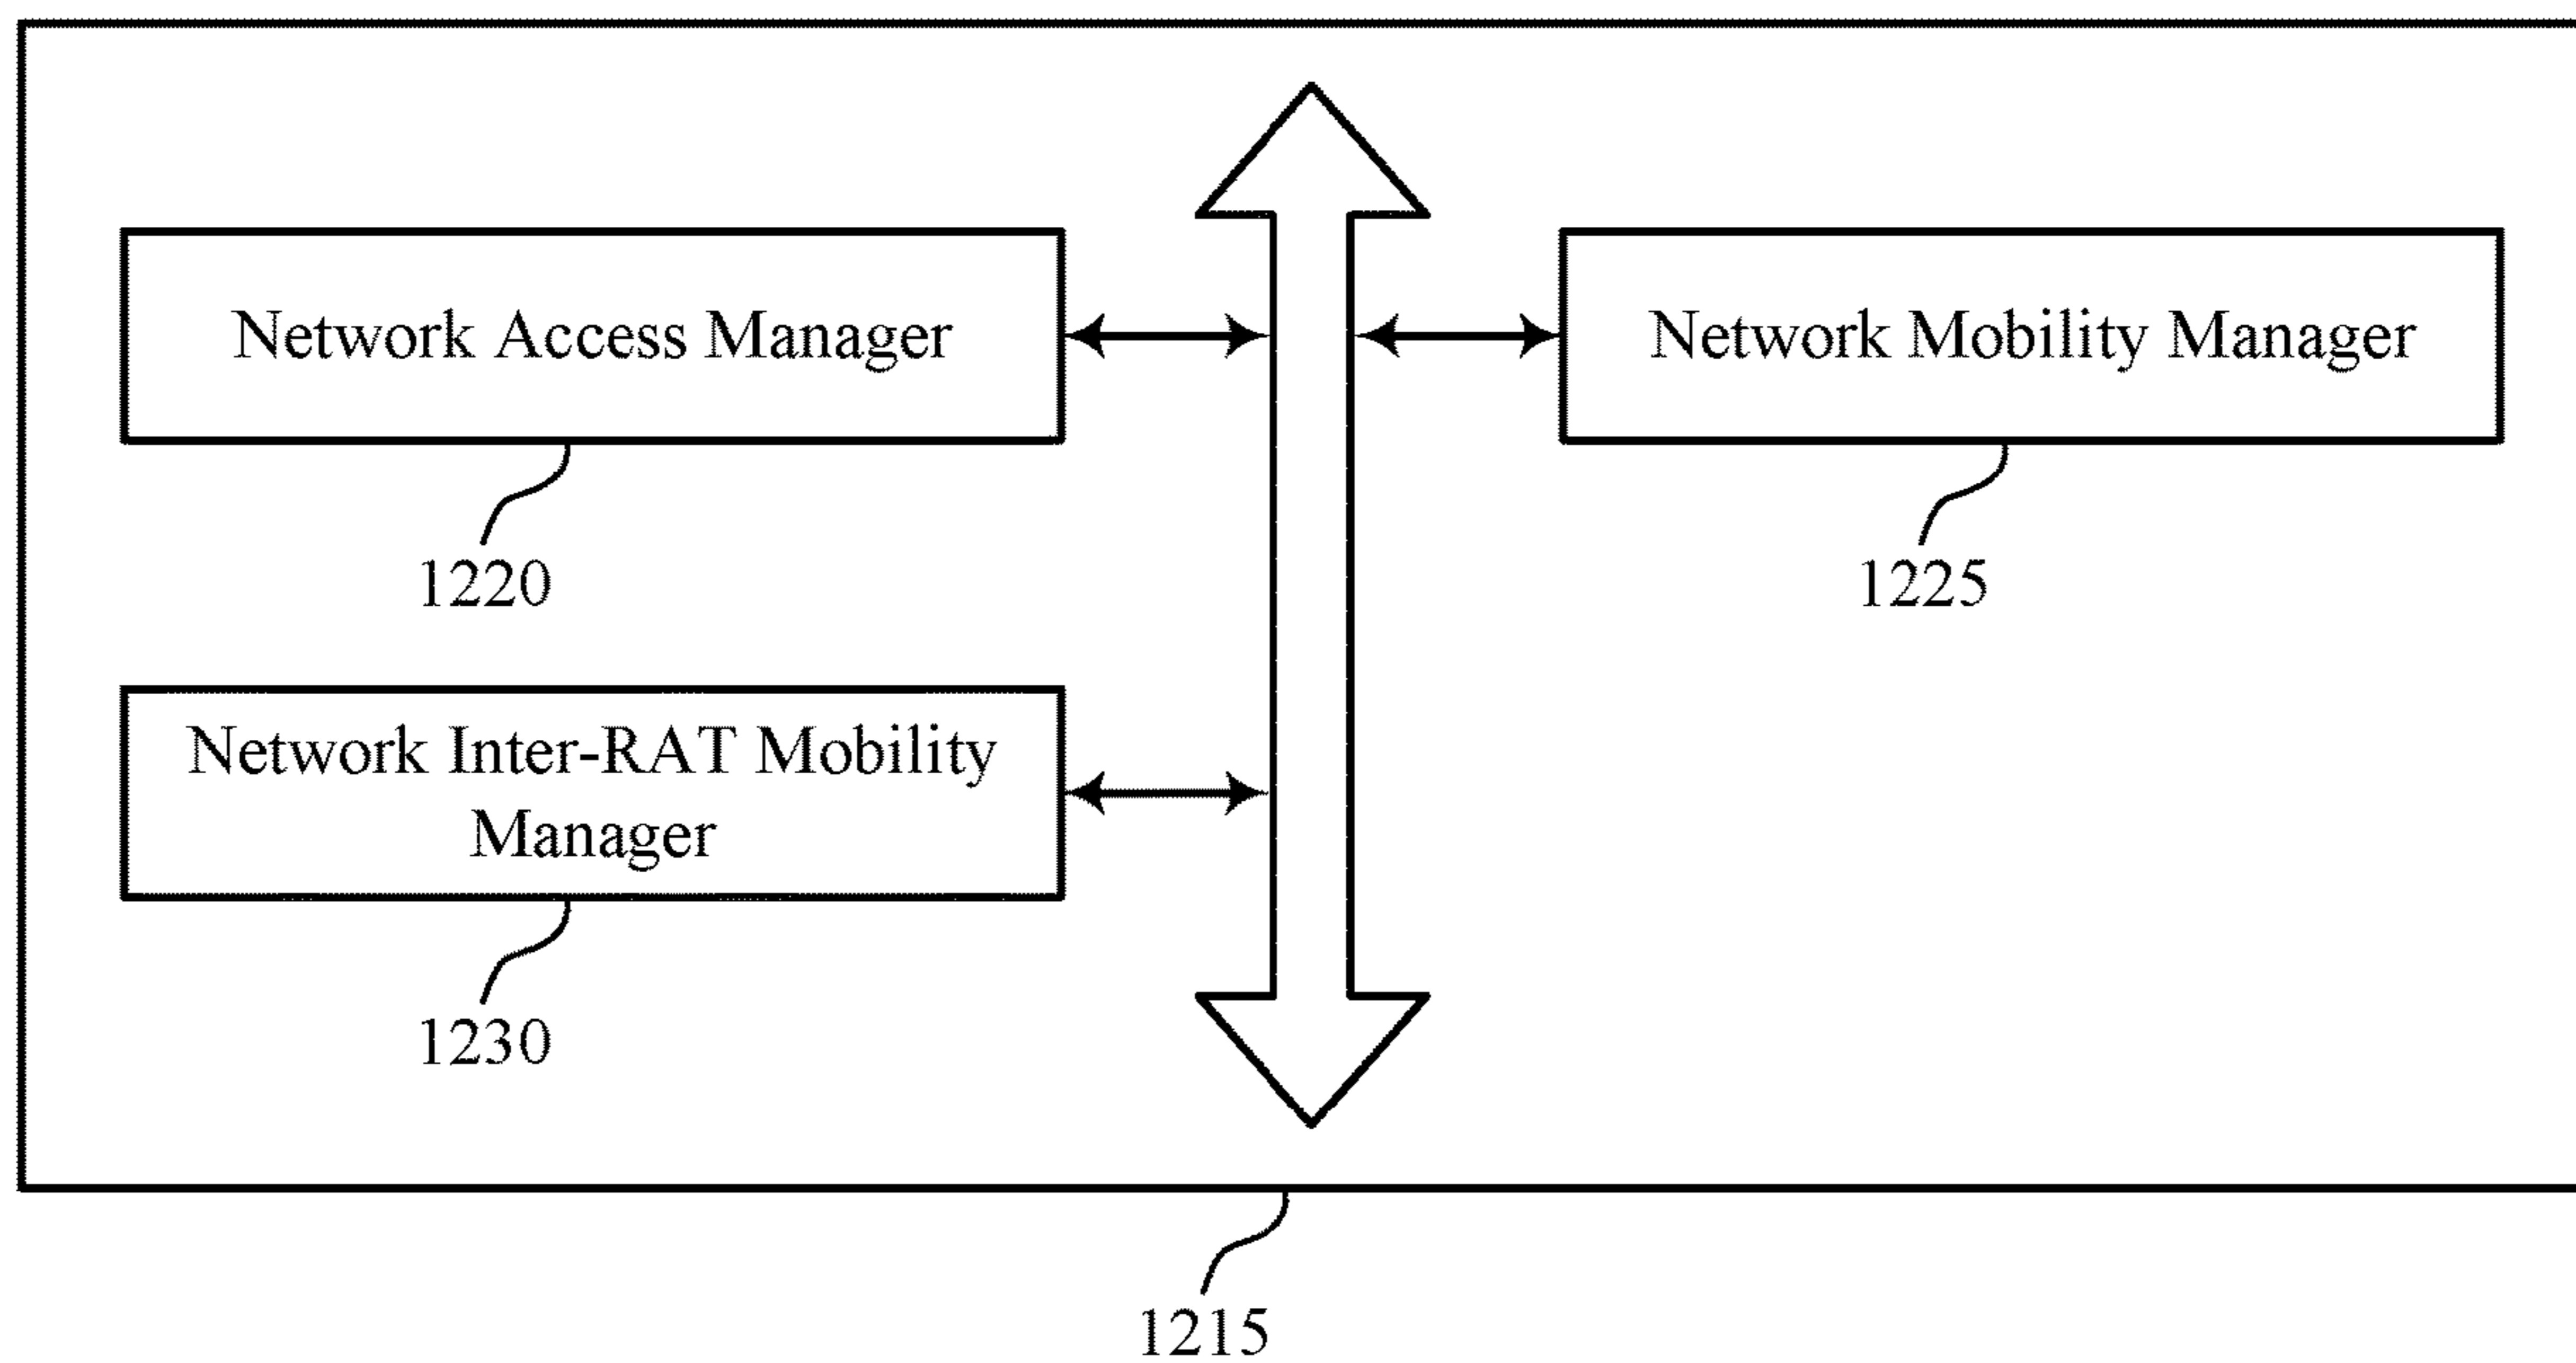 Network Access Manager
Network Mobility Manager
1220
1225
Network Inter-RAT Mobility
Manager
1230
1215